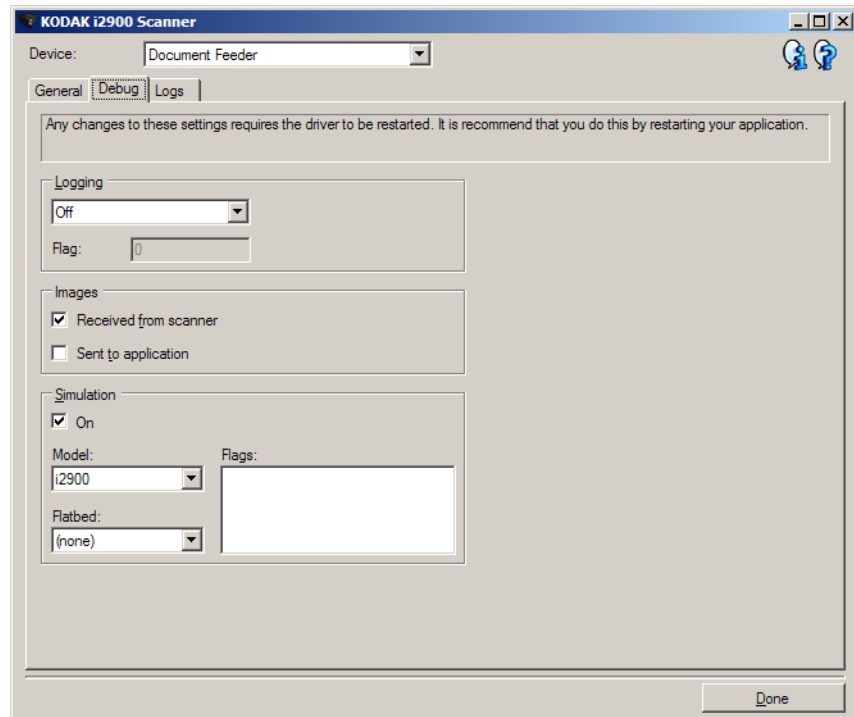 KODAK i2900 Scanner
Device: Document Feeder
General Debug Logs
Any changes to these settings requires the driver to be restarted. It is recommend that you do this by restarting your application.
Logging
Off
Flag: 0
Images
Received from scanner
Sent to application
Simulation
On
Model: Flags:
i2900
Flatbed:
(none)
Done